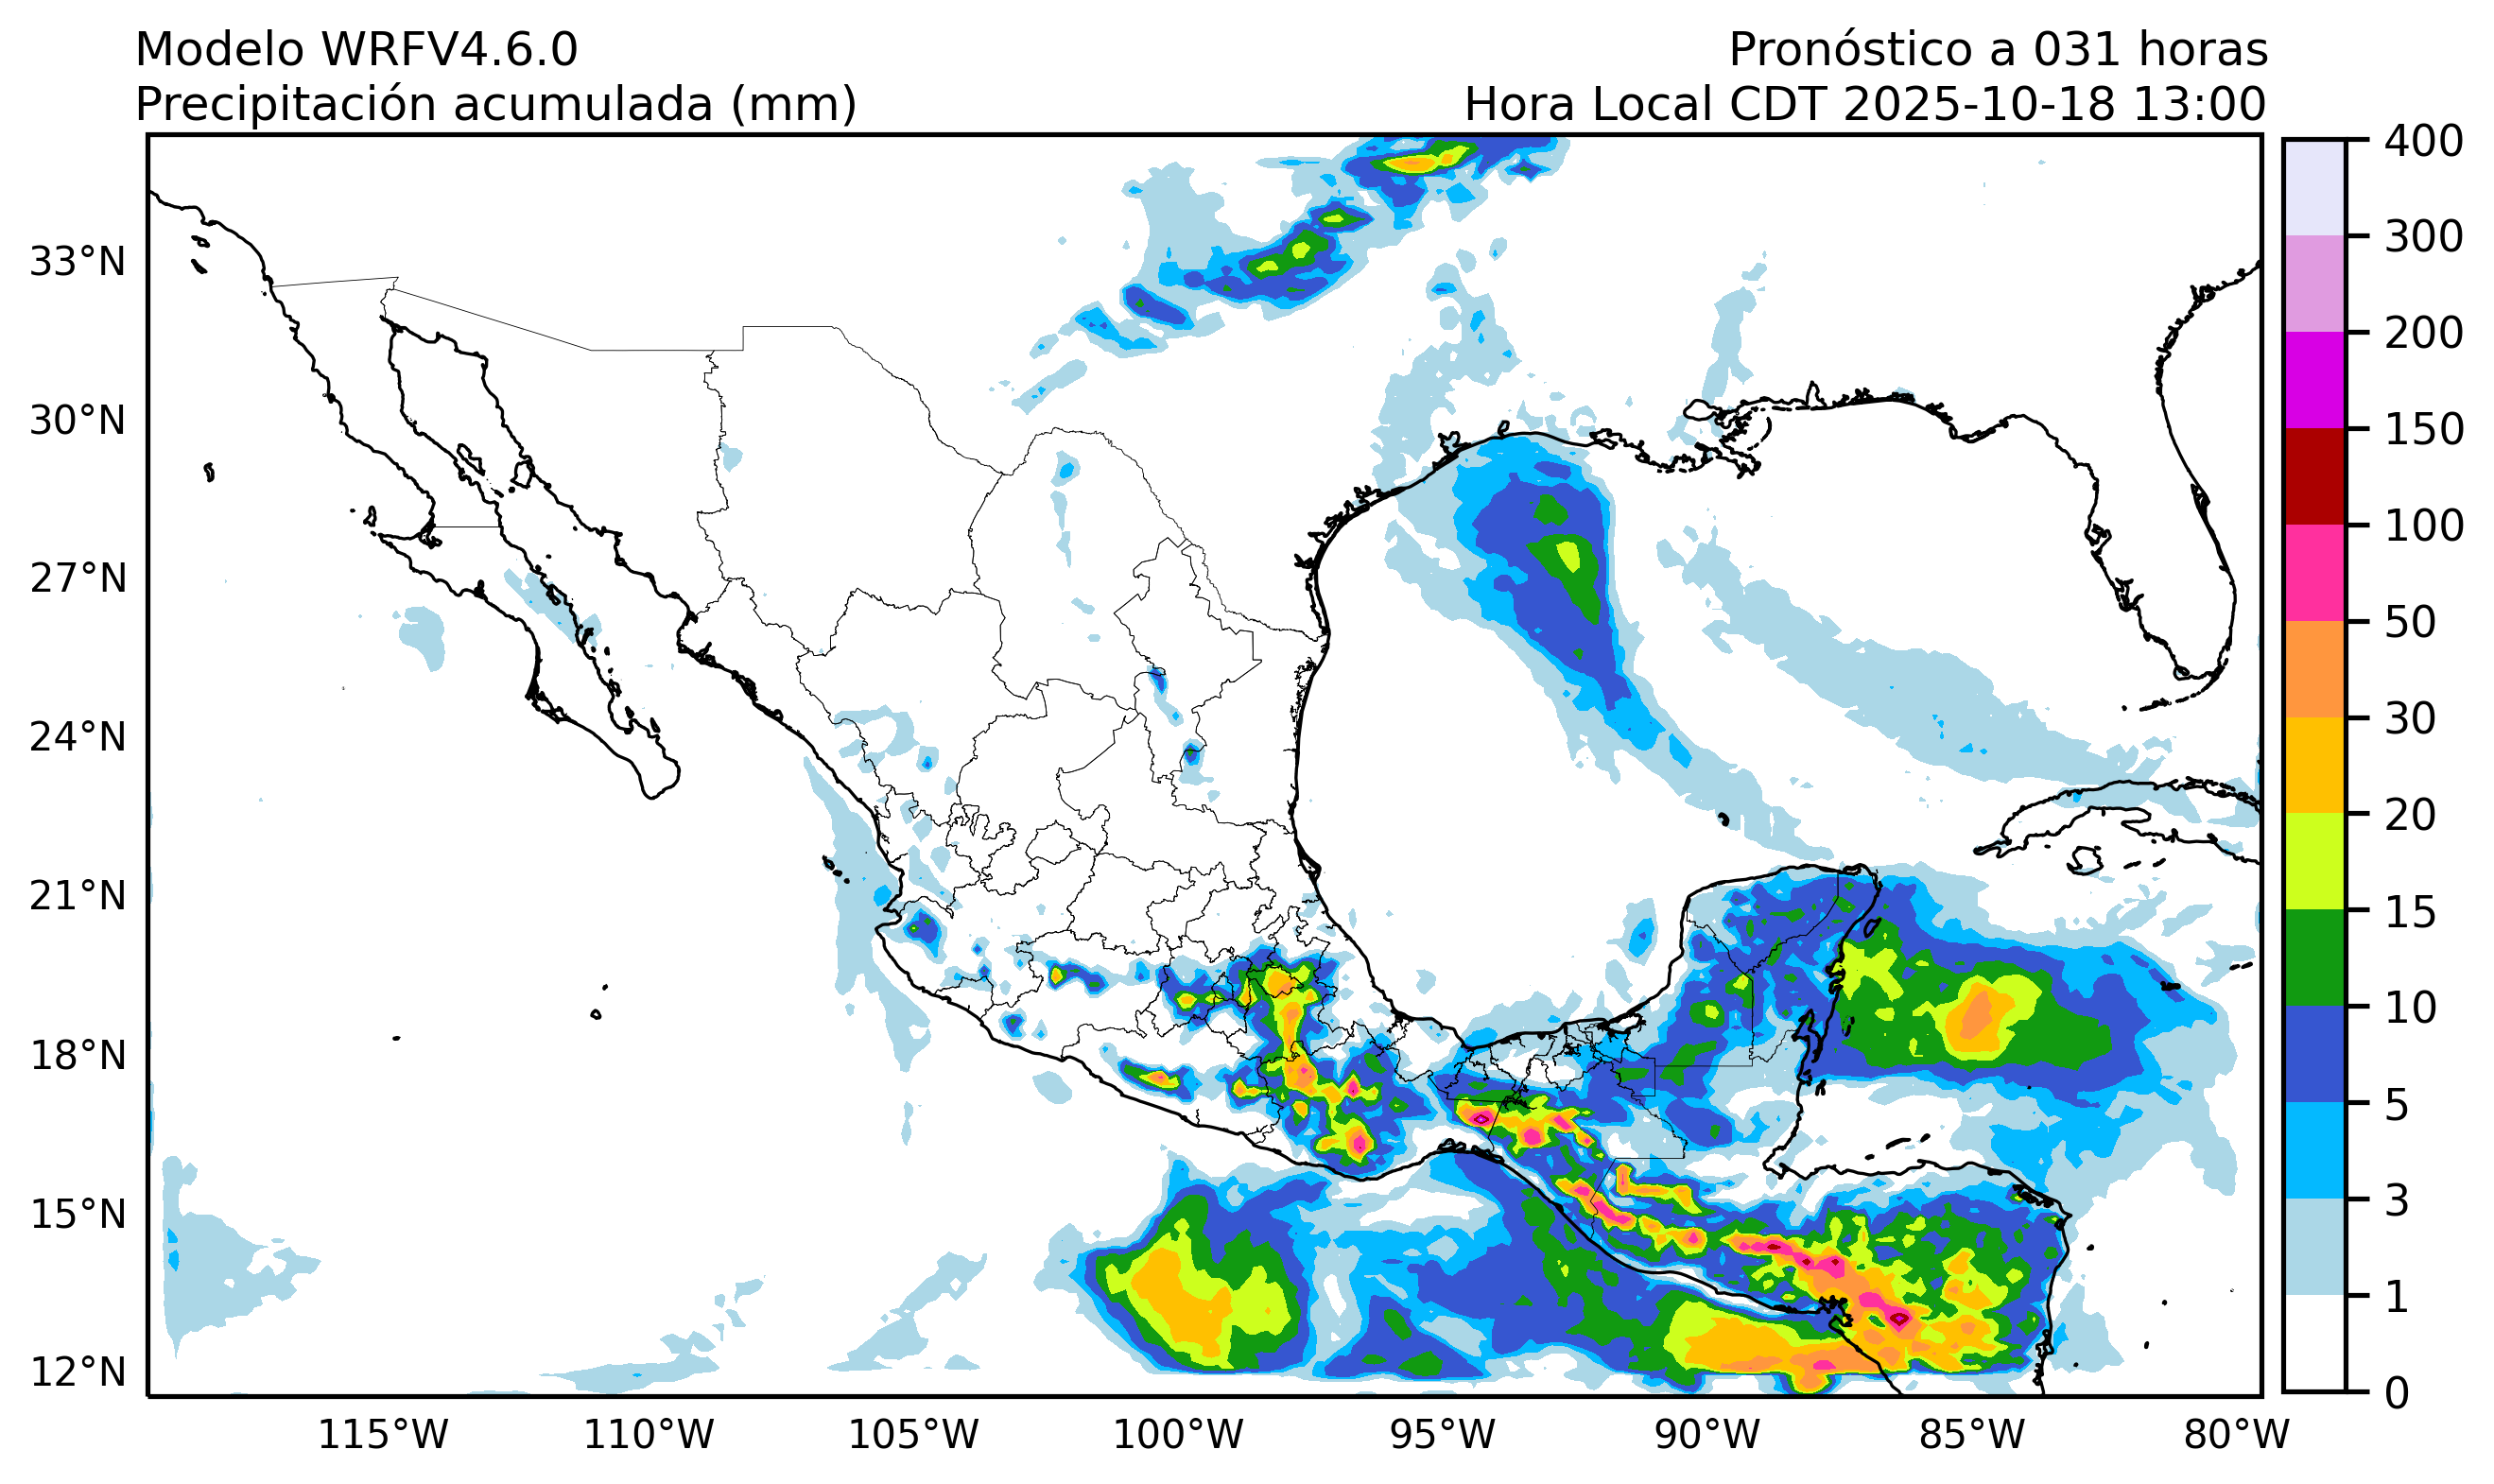 Modelo WRFV4.6.0
Pronóstico a 031 horas
Precipitación acumulada (mm)
Hora Local CDT 2025-10-18 13:00
33°N
30°N
27°N
24°N
21°N
18°N
15°N
12°N
115°W
110°W
105°W
100°W
95°W
90°W
85°W
80°W
400
300
200
150
100
50
30
20
15
10
5
3
1
0